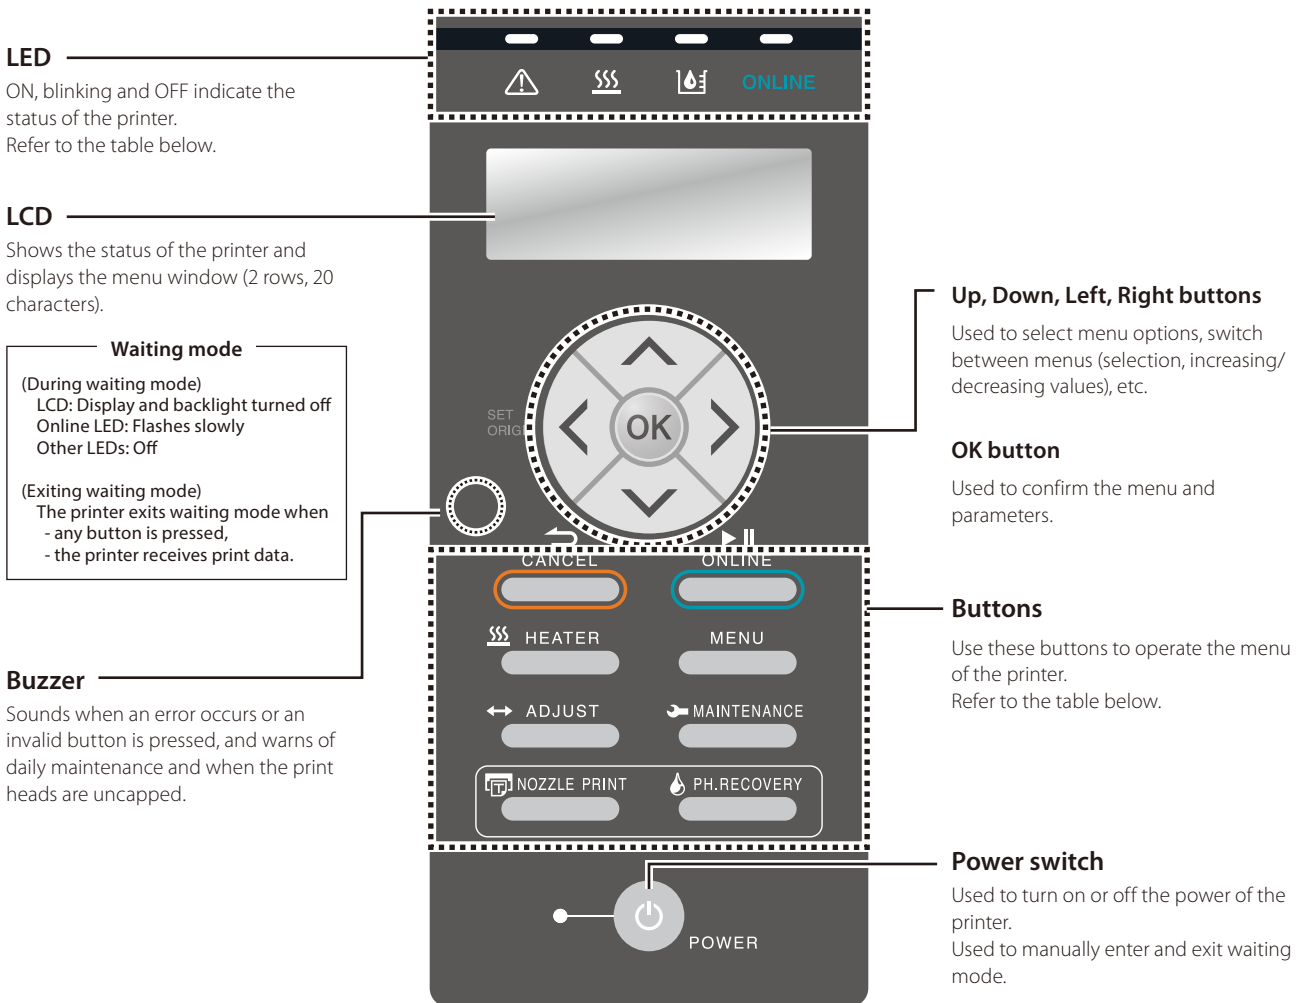 LED
ON, blinking and OFF indicate the
status of the printer.
Refer to the table below.
LCD
Shows the status of the printer and
displays the menu window (2 rows, 20
characters).
Waiting mode
(During waiting mode)
LCD: Display and backlight turned off
Online LED: Flashes slowly
Other LEDs: Off
(Exiting waiting mode)
The printer exits waiting mode when
- any button is pressed,
- the printer receives print data.
Buzzer
Sounds when an error occurs or an
invalid button is pressed, and warns of
daily maintenance and when the print
heads are uncapped.
ONLINE
SET
OK
CANCEL
ONLINE
HEATER
MENU
ADJUST
MAINTENANCE
NOZZLE PRINT
PH.RECOVERY
POWER
Up, Down, Left, Right buttons
Used to select menu options, switch
between menus (selection, increasing/
decreasing values), etc.
OK button
Used to confirm the menu and
parameters.
Buttons
Use these buttons to operate the menu
of the printer.
Refer to the table below.
Power switch
Used to turn on or off the power of the
printer.
Used to manually enter and exit waiting
mode.